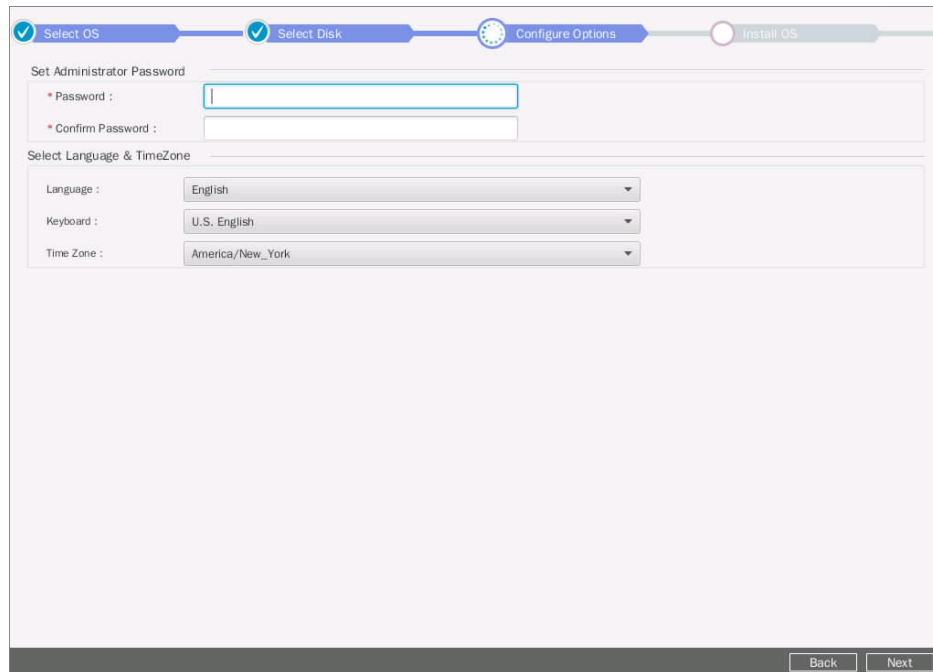 Select OS
Select Disk
Configure Options
Install OS
Set Administrator Password
* Password :
* Confirm Password :
Select Language & TimeZone
Language : English
Keyboard : U.S. English
Time Zone : America/New_York
Back Next